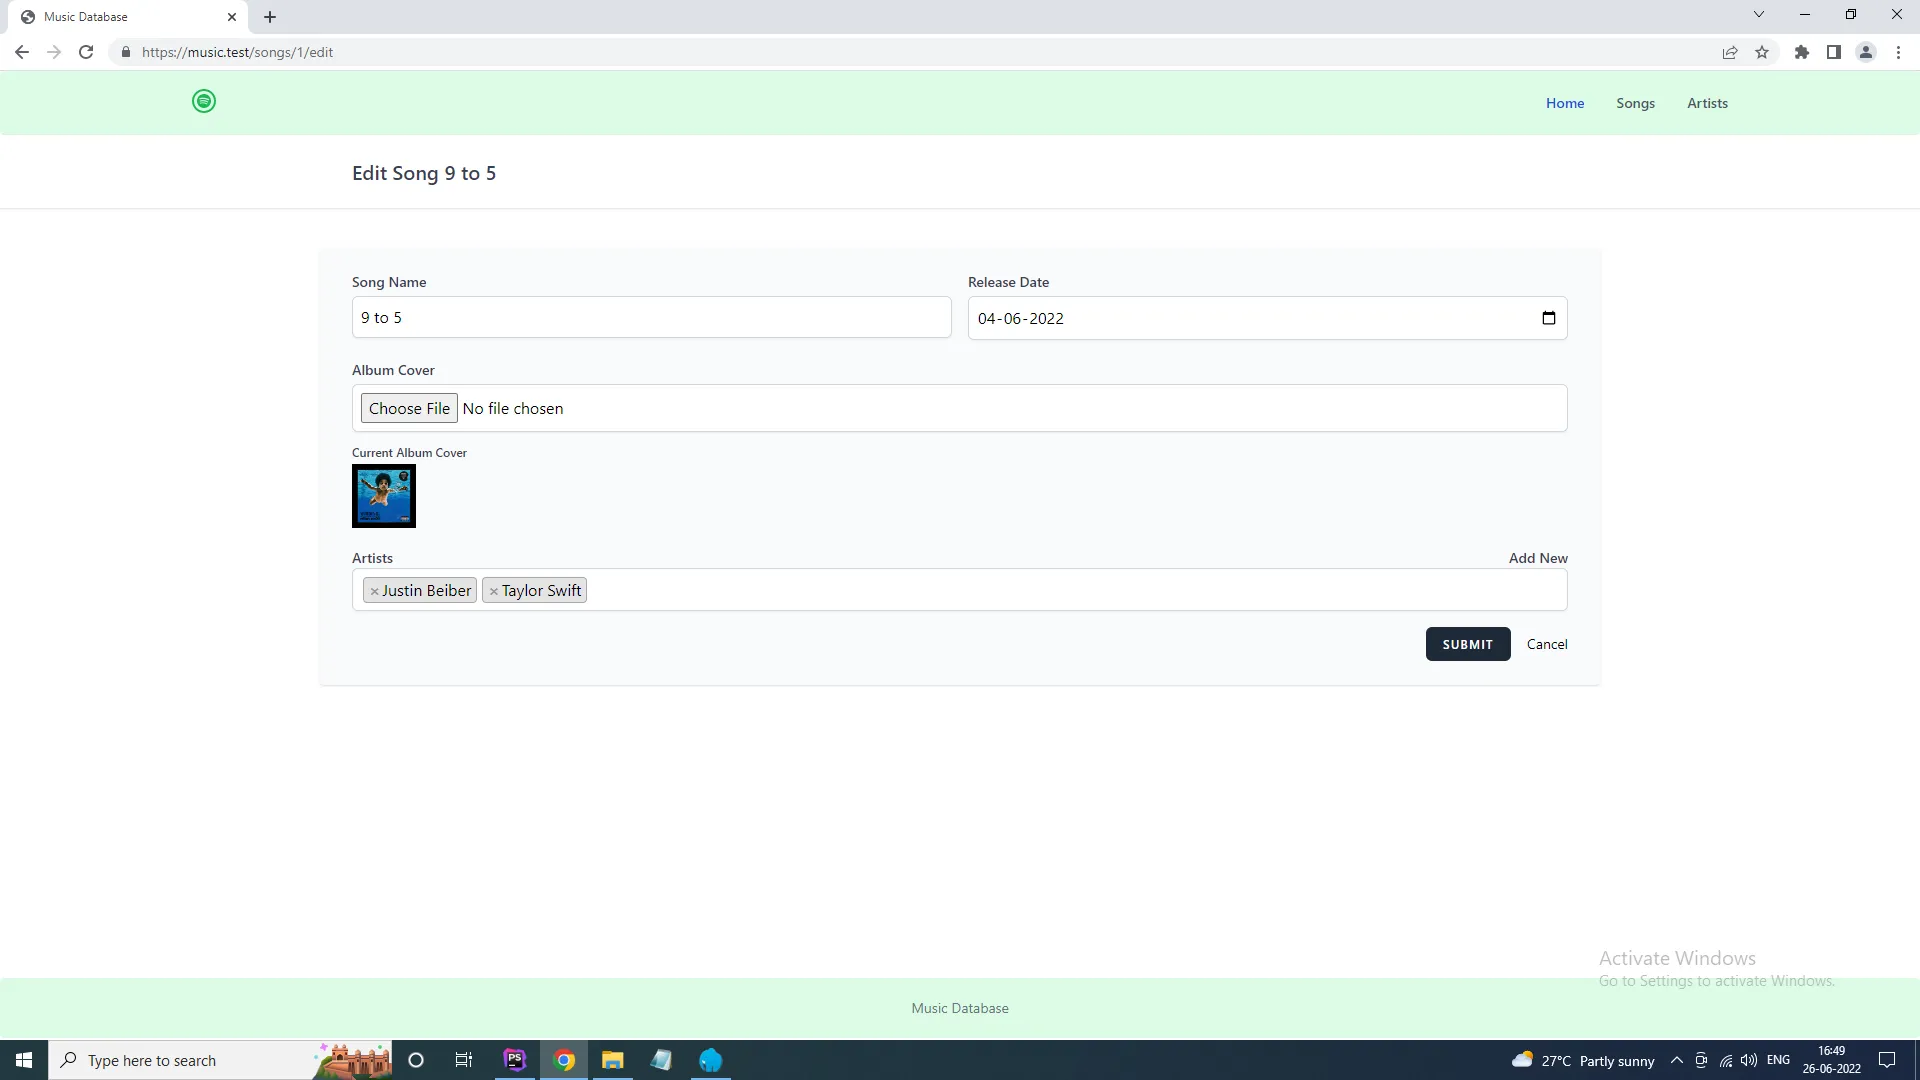 Music Database
https://music.test/songs/1/edit
Home Songs Artists
Edit Song 9 to 5
Song Name Release Date
9 to 5 04-06-2022
Album Cover
Choose File No file chosen
Current Album Cover
Artists Add New
×Justin Beiber ×Taylor Swift
SUBMIT Cancel
Activate Windows
Go to Settings to activate Windows.
Music Database
Type here to search
PS
27°C Partly sunny
ENG
16:49
26-06-2022